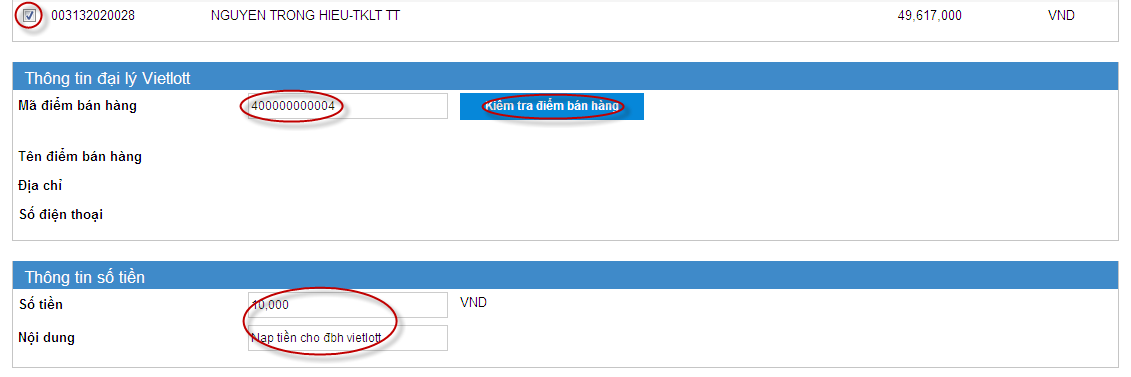 003132020028 NGUYEN TRONG HIEU-TKLT TT 49,617,000 VND
Thông tin đại lý Vietlott
Mã điểm bán hàng 400000000004 Kiểm tra điểm bán hàng
Tên điểm bán hàng
Địa chỉ
Số điện thoại
Thông tin số tiền
Số tiền 10,000 VND
Nội dung Nạp tiền cho đbh vietlott